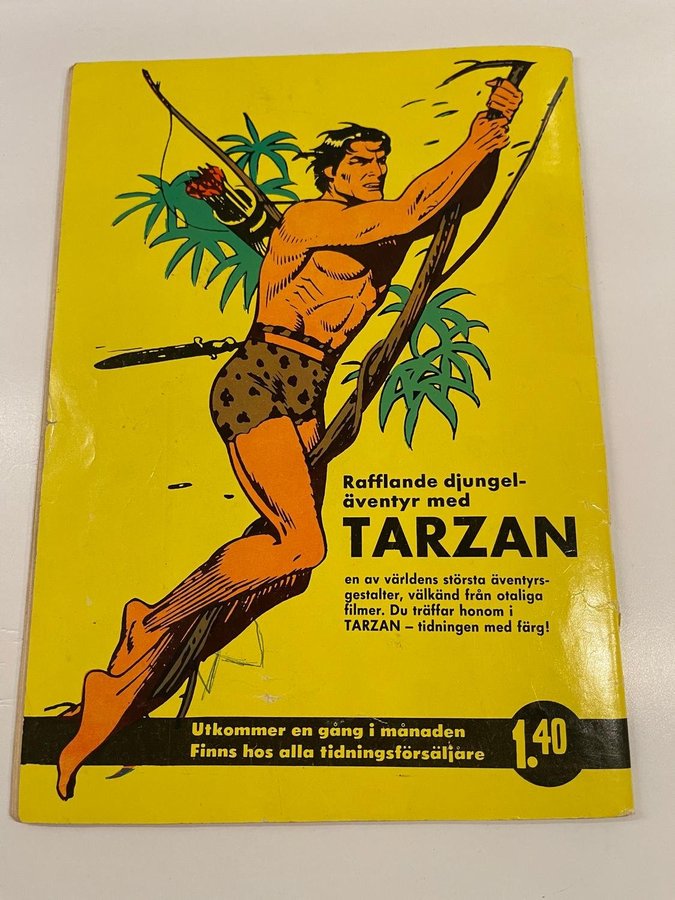 Rafflande djungel-
äventyr med
TARZAN
en av världens största äventyrs-
gestalter, välkänd från otaliga
filmer. Du träffar honom i
TARZAN – tidningen med färg!
Utkommer en gång i månaden
Finns hos alla tidningsförsäljare
1.40